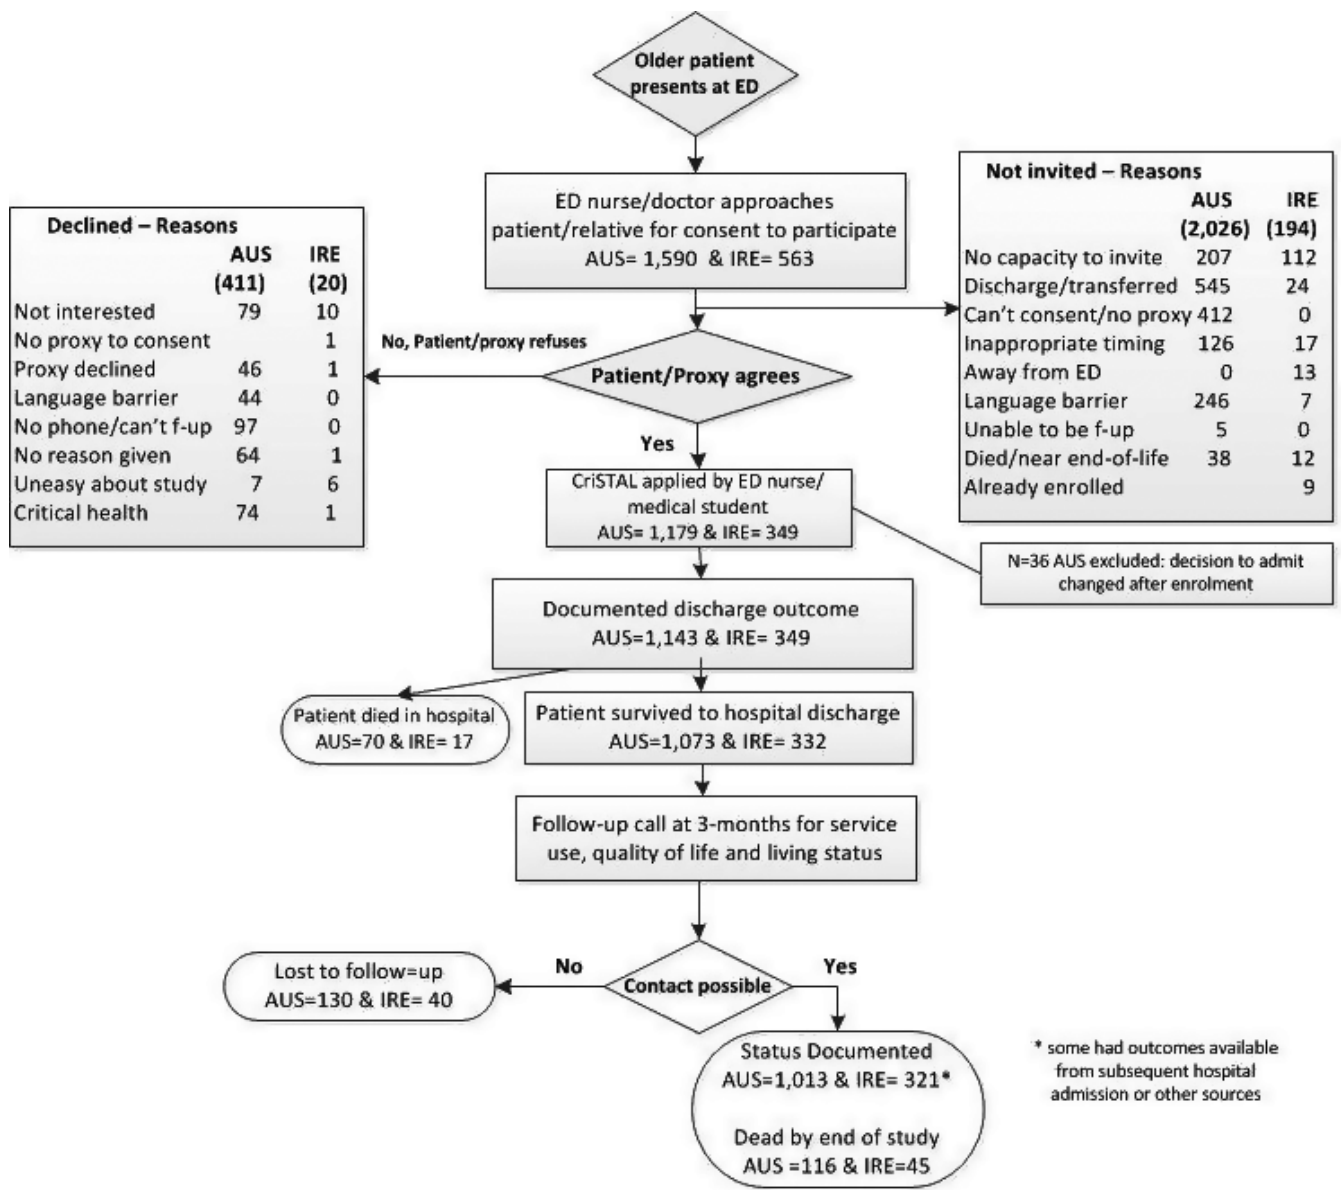 Older patient
presents at ED
ED nurse/doctor approaches
patient/relative for consent to participate
AUS= 1,590 & IRE= 563
Not invited – Reasons
AUS IRE
(2,026) (194)
No capacity to invite 207 112
Discharge/transferred 545 24
Can't consent/no proxy 412 0
Inappropriate timing 126 17
Away from ED 0 13
Language barrier 246 7
Unable to be f-up 5 0
Died/near end-of-life 38 12
Already enrolled 9
Declined – Reasons
AUS IRE
(411) (20)
Not interested 79 10
No proxy to consent 1
Proxy declined 46 1
Language barrier 44 0
No phone/can't f-up 97 0
No reason given 64 1
Uneasy about study 7 6
Critical health 74 1
No, Patient/proxy refuses
Patient/Proxy agrees
Yes
CriSTAL applied by ED nurse/
medical student
AUS= 1,179 & IRE= 349
N=36 AUS excluded: decision to admit
changed after enrolment
Documented discharge outcome
AUS=1,143 & IRE= 349
Patient died in hospital
AUS=70 & IRE= 17
Patient survived to hospital discharge
AUS=1,073 & IRE= 332
Follow-up call at 3-months for service
use, quality of life and living status
Contact possible
No
Yes
Lost to follow=up
AUS=130 & IRE= 40
Status Documented
AUS=1,013 & IRE= 321*
Dead by end of study
AUS =116 & IRE=45
* some had outcomes available
from subsequent hospital
admission or other sources